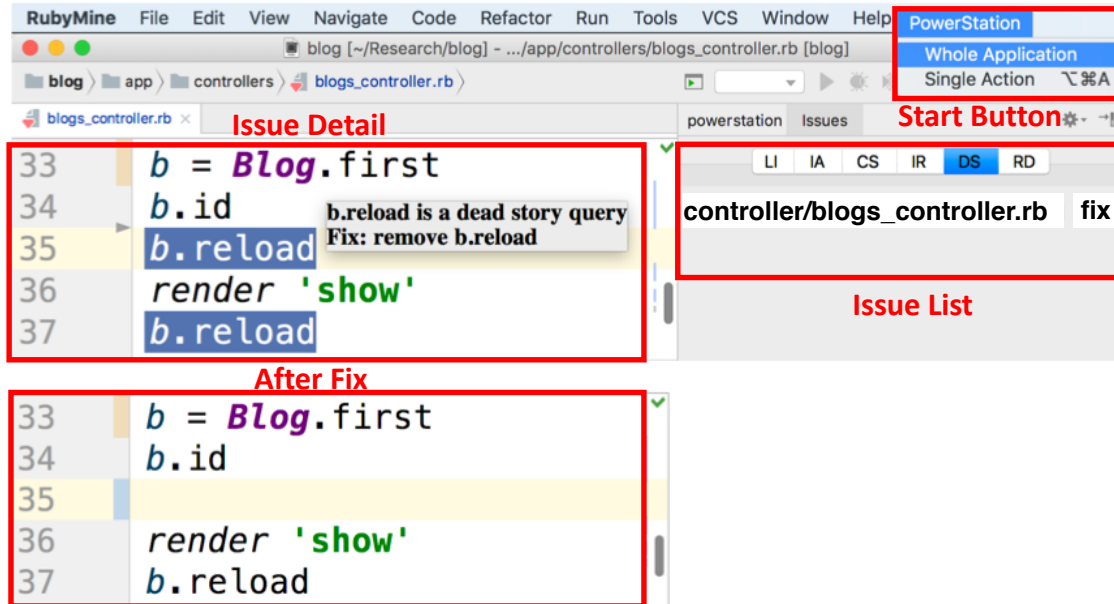 RubyMine File Edit View Navigate Code Refactor Run Tools VCS Window Help PowerStation
blog [~/Research/blog] - .../app/controllers/blogs_controller.rb [blog]
Whole Application
blog app controllers blogs_controller.rb
Single Action ⌥⌘A
blogs_controller.rb ×
Issue Detail
powerstation Issues
Start Button
LI IA CS IR DS RD
33 b = Blog.first
34 b.id
b.reload is a dead story query
Fix: remove b.reload
controller/blogs_controller.rb fix
35 b.reload
36 render 'show'
37 b.reload
Issue List
After Fix
33 b = Blog.first
34 b.id
35
36 render 'show'
37 b.reload